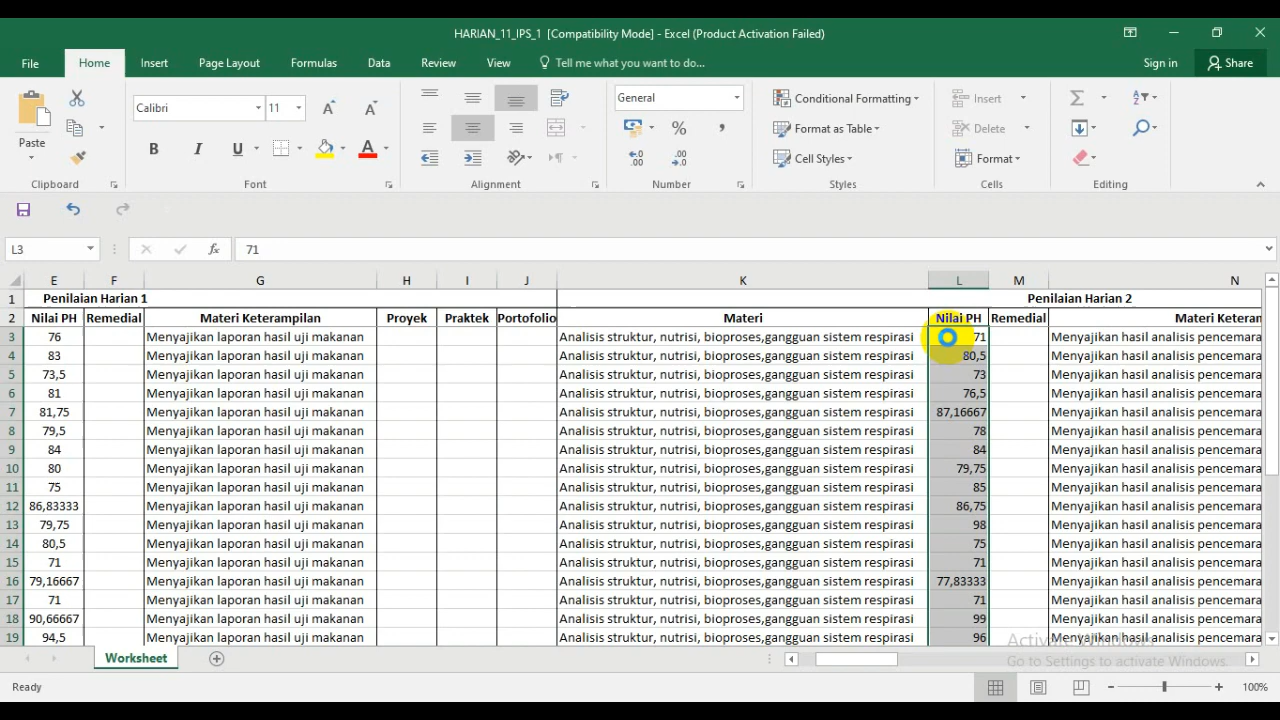 HARIAN_11_IPS_1 [Compatibility Mode] - Excel (Product Activation Failed)
File Home Insert Page Layout Formulas Data Review View Tell me what you want to do... Sign in Share
Calibri 11 General Conditional Formatting Insert
Paste Format as Table Delete
B I U A % , Cell Styles Format
Clipboard Font Alignment Number Styles Cells Editing
L3 fx 71
E F G H I J K L M N
1 Penilaian Harian 1 Penilaian Harian 2
2 Nilai PH Remedial Materi Keterampilan Proyek Praktek Portofolio Materi Nilai PH Remedial Materi Keteran
3 76 Menyajikan laporan hasil uji makanan Analisis struktur, nutrisi, bioproses,gangguan sistem respirasi 71 Menyajikan hasil analisis pencemara
4 83 Menyajikan laporan hasil uji makanan Analisis struktur, nutrisi, bioproses,gangguan sistem respirasi 80,5 Menyajikan hasil analisis pencemara
5 73,5 Menyajikan laporan hasil uji makanan Analisis struktur, nutrisi, bioproses,gangguan sistem respirasi 73 Menyajikan hasil analisis pencemara
6 81 Menyajikan laporan hasil uji makanan Analisis struktur, nutrisi, bioproses,gangguan sistem respirasi 76,5 Menyajikan hasil analisis pencemara
7 81,75 Menyajikan laporan hasil uji makanan Analisis struktur, nutrisi, bioproses,gangguan sistem respirasi 87,16667 Menyajikan hasil analisis pencemara
8 79,5 Menyajikan laporan hasil uji makanan Analisis struktur, nutrisi, bioproses,gangguan sistem respirasi 78 Menyajikan hasil analisis pencemara
9 84 Menyajikan laporan hasil uji makanan Analisis struktur, nutrisi, bioproses,gangguan sistem respirasi 84 Menyajikan hasil analisis pencemara
10 80 Menyajikan laporan hasil uji makanan Analisis struktur, nutrisi, bioproses,gangguan sistem respirasi 79,75 Menyajikan hasil analisis pencemara
11 75 Menyajikan laporan hasil uji makanan Analisis struktur, nutrisi, bioproses,gangguan sistem respirasi 85 Menyajikan hasil analisis pencemara
12 86,83333 Menyajikan laporan hasil uji makanan Analisis struktur, nutrisi, bioproses,gangguan sistem respirasi 86,75 Menyajikan hasil analisis pencemara
13 79,75 Menyajikan laporan hasil uji makanan Analisis struktur, nutrisi, bioproses,gangguan sistem respirasi 98 Menyajikan hasil analisis pencemara
14 80,5 Menyajikan laporan hasil uji makanan Analisis struktur, nutrisi, bioproses,gangguan sistem respirasi 75 Menyajikan hasil analisis pencemara
15 71 Menyajikan laporan hasil uji makanan Analisis struktur, nutrisi, bioproses,gangguan sistem respirasi 71 Menyajikan hasil analisis pencemara
16 79,16667 Menyajikan laporan hasil uji makanan Analisis struktur, nutrisi, bioproses,gangguan sistem respirasi 77,83333 Menyajikan hasil analisis pencemara
17 71 Menyajikan laporan hasil uji makanan Analisis struktur, nutrisi, bioproses,gangguan sistem respirasi 71 Menyajikan hasil analisis pencemara
18 90,66667 Menyajikan laporan hasil uji makanan Analisis struktur, nutrisi, bioproses,gangguan sistem respirasi 99 Menyajikan hasil analisis pencemara
19 94,5 Menyajikan laporan hasil uji makanan Analisis struktur, nutrisi, bioproses,gangguan sistem respirasi 96 Menyajikan hasil analisis pencemara
Activate Windows
Worksheet Go to Settings to activate Windows.
Ready 100%